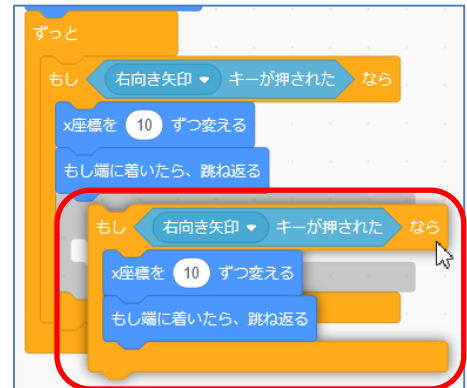 ずっと
もし 右向き矢印 キーが押された なら
x座標を 10 ずつ変える
もし端に着いたら、跳ね返る
もし 右向き矢印 キーが押された なら
x座標を 10 ずつ変える
もし端に着いたら、跳ね返る